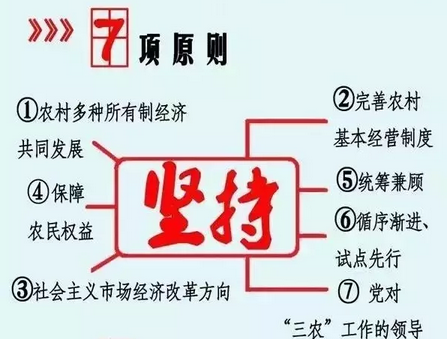 》》》 7 项原则
①农村多种所有制经济
共同发展
②完善农村
基本经营制度
④保障
农民权益
坚持
⑤统筹兼顾
⑥循序渐进、
试点先行
③社会主义市场经济改革方向
⑦ 党对
“三农”工作的领导